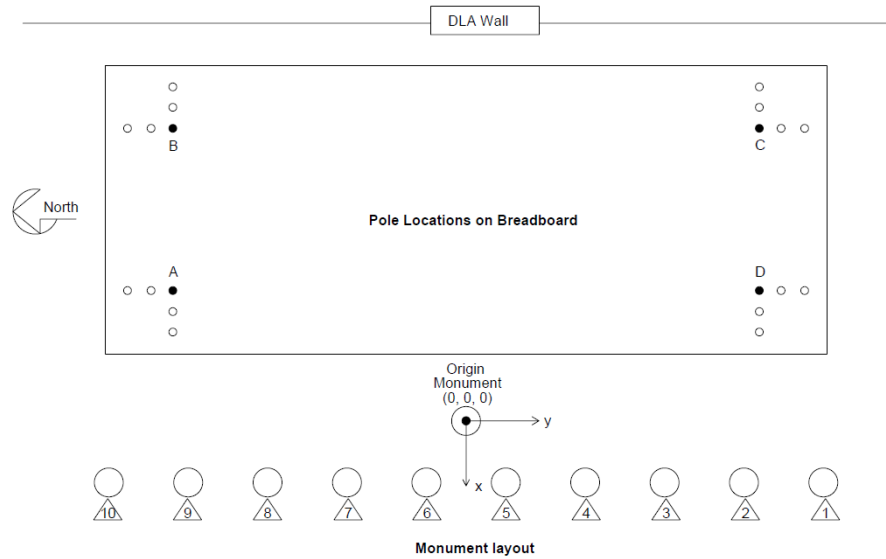 DLA Wall
B
C
North
Pole Locations on Breadboard
A
D
Origin
Monument
(0, 0, 0)
y
x
10 9 8 7 6 5 4 3 2 1
Monument layout